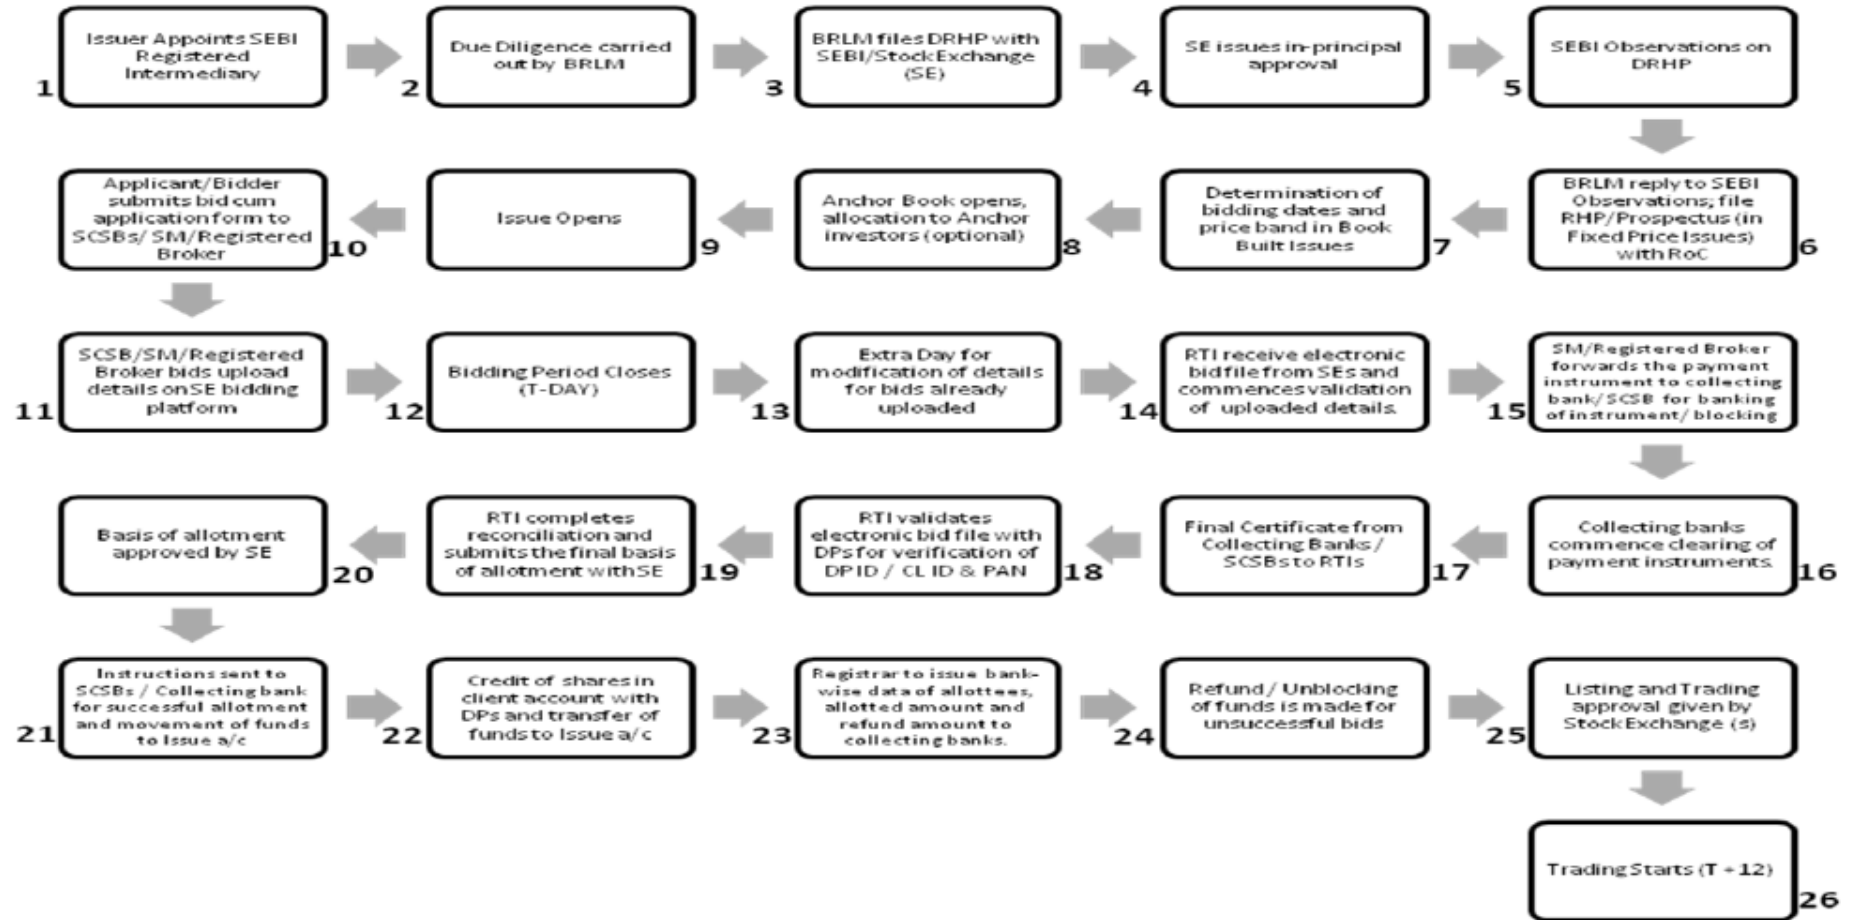 1
Issuer Appoints SEBI
Registered
Intermediary
2
Due Diligence carried
out by BRLM
3
BRLM files DRHP with
SEBI/Stock Exchange
(SE)
4
SE issues in-principal
approval
5
SEBI Observations on
DRHP
BRLM reply to SEBI
Observations; file
RHP/Prospectus (in
Fixed Price Issues)
with RoC
6
Determination of
bidding dates and
price band in Book
Built Issues
7
Anchor Book opens,
allocation to Anchor
investors (optional)
8
Issue Opens
9
Applicant/Bidder
submits bid cum
application form to
SCSBs/ SM/Registered
Broker
10
11
SCSB/SM/Registered
Broker bids upload
details on SE bidding
platform
12
Bidding Period Closes
(T-DAY)
13
Extra Day for
modification of details
for bids already
uploaded
14
RTI receive electronic
bid file from SEs and
commences validation
of uploaded details.
15
SM/Registered Broker
forwards the payment
instrument to collecting
bank/SCSB for banking
of instrument/ blocking
Collecting banks
commence clearing of
payment instruments.
16
Final Certificate from
Collecting Banks /
SCSBs to RTIs
17
RTI validates
electronic bid file with
DPs for verification of
DPID / CL ID & PAN
18
RTI completes
reconciliation and
submits the final basis
of allotment with SE
19
Basis of allotment
approved by SE
20
21
Instructions sent to
SCSBs / Collecting bank
for successful allotment
and movement of funds
to Issue a/c
22
Credit of shares in
client account with
DPs and transfer of
funds to Issue a/c
23
Registrar to issue bank-
wise data of allottees,
allotted amount and
refund amount to
collecting banks.
24
Refund / Unblocking
of funds is made for
unsuccessful bids
25
Listing and Trading
approval given by
Stock Exchange (s)
Trading Starts (T + 12)
26